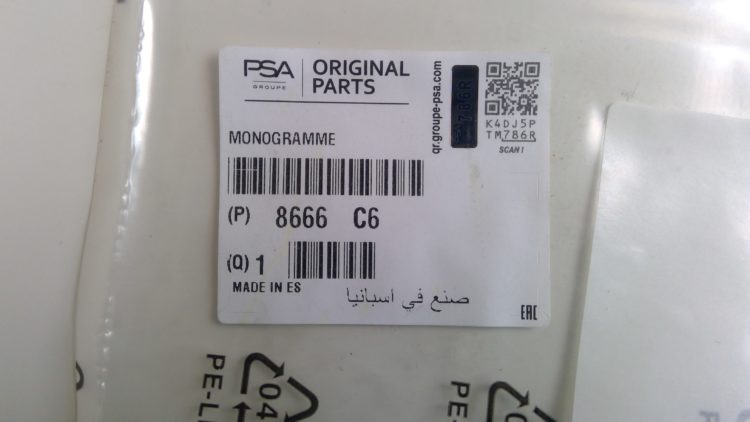 PSA GROUPE
ORIGINAL PARTS
qr.groupe-psa.com
786R
K4DJ5P
TM786R
SCAN!
MONOGRAMME
(P) 8666 C6
(Q) 1
MADE IN ES
صنع في اسبانيا
EAC
04
PE-L
PE-